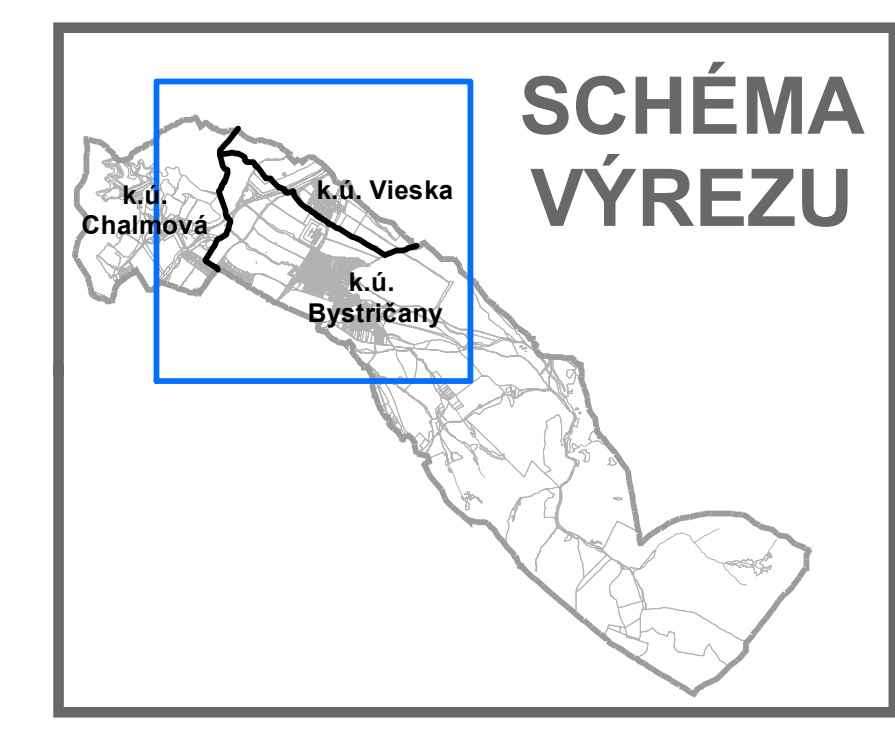 SCHÉMA
VÝREZU
k.ú.
Chalmová
k.ú. Vieska
k.ú.
Bystričany